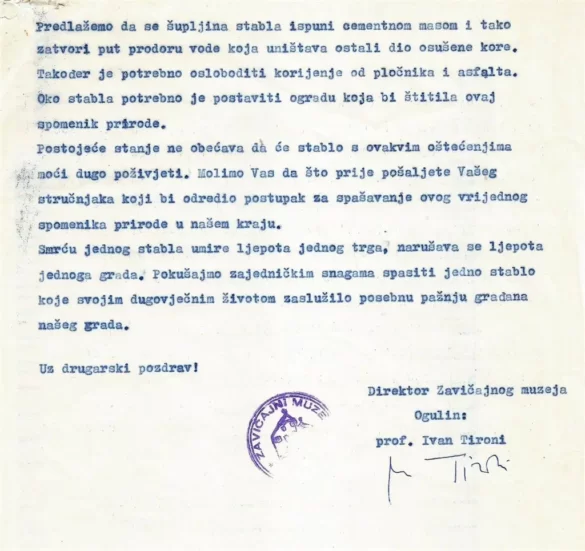 Predlažemo da se šupljina stabla ispuni cementnom masom i tako
zatvori put prodoru vode koja uništava ostali dio osušene kore.
Također je potrebno osloboditi korijenje od pločnika i asfalta.
Oko stabla potrebno je postaviti ogradu koja bi štitila ovaj
spomenik prirode.
Postojeće stanje ne obećava da će stablo s ovakvim oštećenjima
moći dugo poživjeti. Molimo Vas da što prije pošaljete Vašeg
stručnjaka koji bi odredio postupak za spašavanje ovog vrijednog
spomenika prirode u našem kraju.
Smrću jednog stabla umire ljepota jednog trga, narušava se ljepota
jednoga grada. Pokušajmo zajedničkim snagama spasiti jedno stablo
koje svojim dugovječnim životom zaslužilo posebnu pažnju građana
našeg grada.
Uz drugarski pozdrav!
Direktor Zavičajnog muzeja
Ogulin:
prof. Ivan Tironi
ZAVIČAJNI MUZE